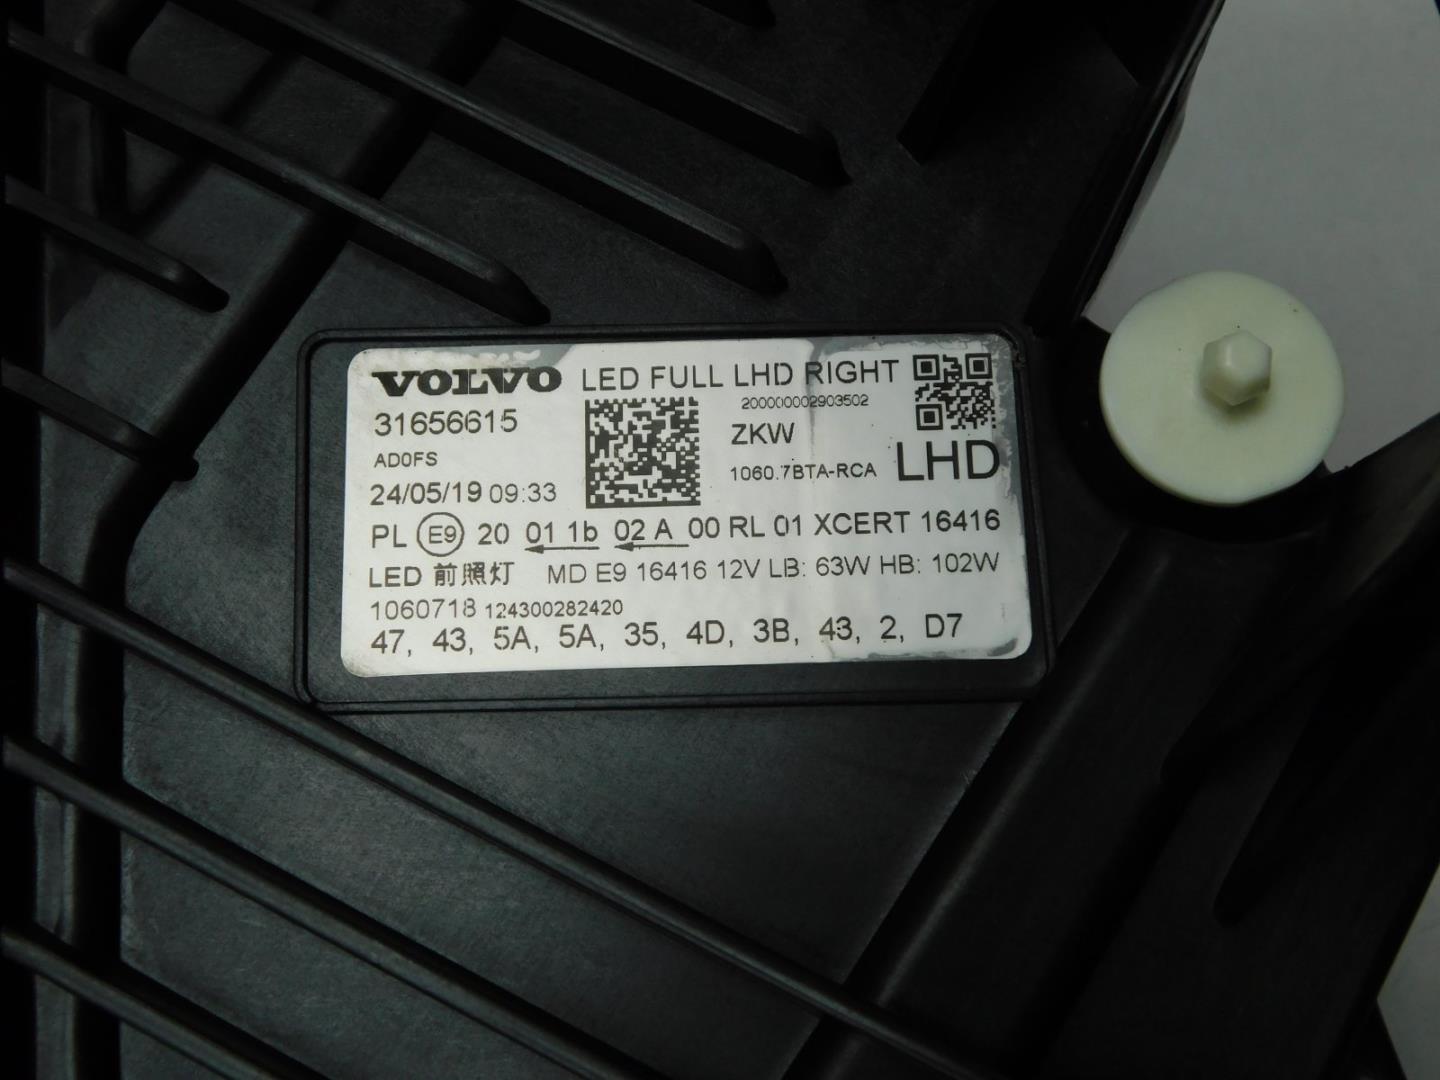 VOLVO LED FULL LHD RIGHT
31656615 200000002903502
AD0FS ZKW
24/05/19 09:33 1060.7BTA-RCA LHD
PL E9 20 01 1b 02 A 00 RL 01 XCERT 16416
LED 前照灯 MD E9 16416 12V LB: 63W HB: 102W
1060718 124300282420
47, 43, 5A, 5A, 35, 4D, 3B, 43, 2, D7